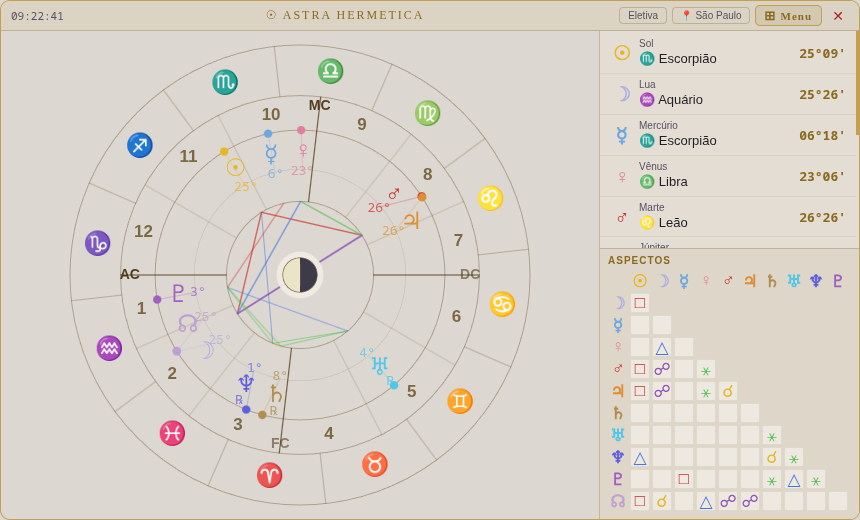 09:22:41
☉ ASTRA HERMETICA
Eletiva
📍 São Paulo
⊞ Menu
✕
Sol
♏ Escorpião
25°09'
Lua
♒ Aquário
25°26'
Mercúrio
♏ Escorpião
06°18'
Vênus
♎ Libra
23°06'
Marte
♌ Leão
26°26'
Júpiter
ASPECTOS
MC
10
9
11
8
6°
23°
25°
26°
26°
12
7
AC
DC
3°
1
25°
6
25°
2
4°
℞
1°
8°
℞
℞
5
3
4
FC